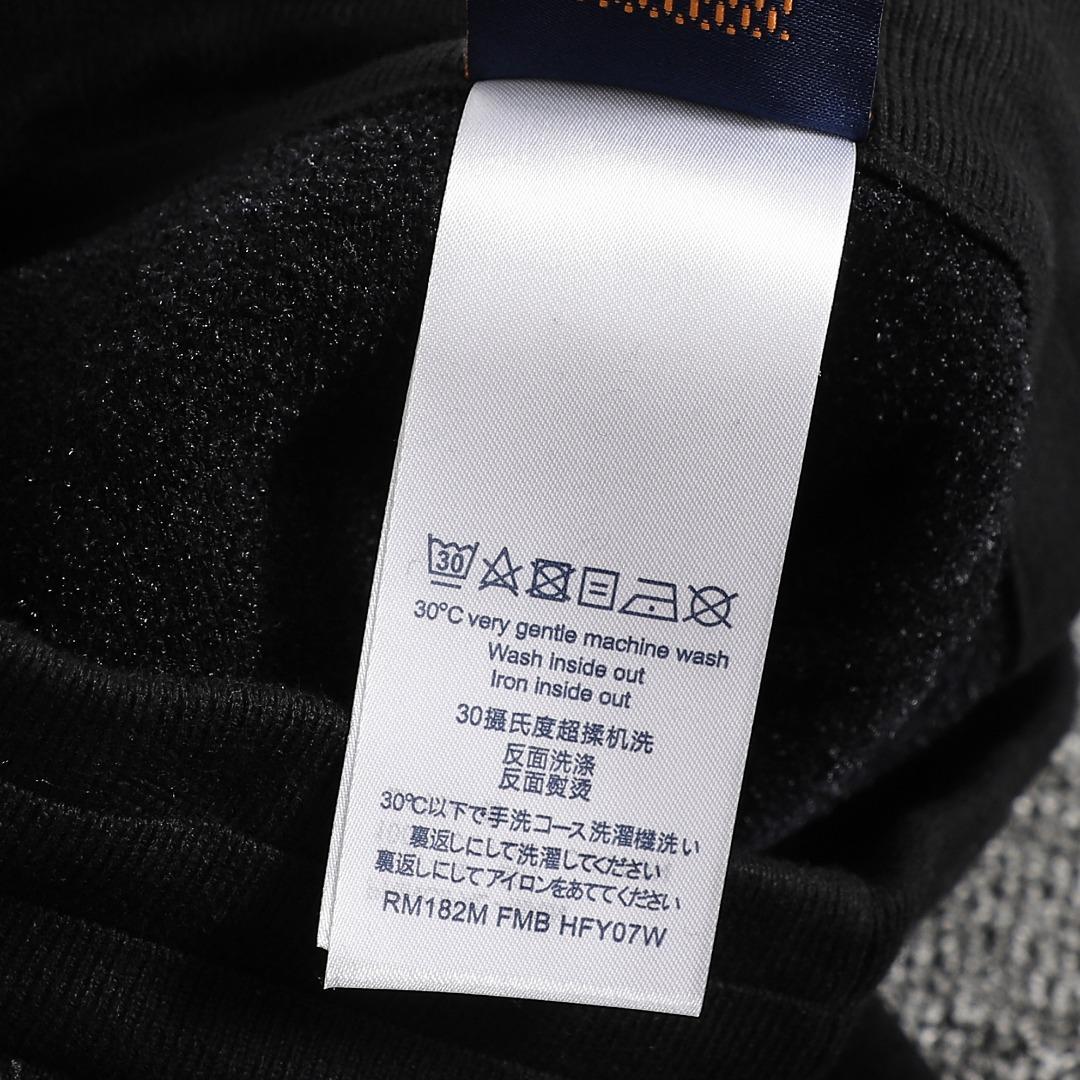 30
30°C very gentle machine wash
Wash inside out
Iron inside out
30摄氏度超揉机洗
反面洗涤
反面熨烫
30℃以下で手洗コース洗濯機洗い
裏返しにして洗濯してください
裏返しにしてアイロンをあててください
RM182M FMB HFY07W